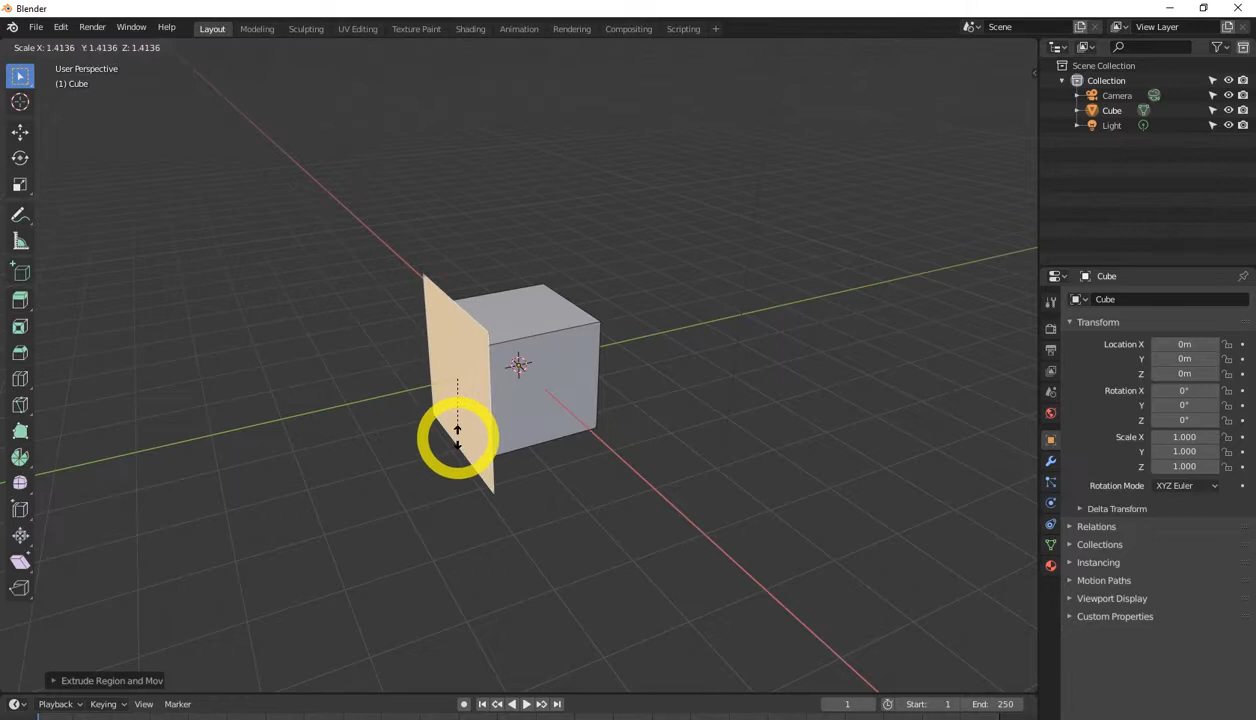 Blender
File Edit Render Window Help Layout Modeling Sculpting UV Editing Texture Paint Shading Animation Rendering Compositing Scripting + Scene View Layer
Scale X: 1.4136 Y: 1.4136 Z: 1.4136
User Perspective
(1) Cube
Scene Collection
Collection
Camera
Cube
Light
Cube
Cube
Transform
Location X 0m
Y 0m
Z 0m
Rotation X 0°
Y 0°
Z 0°
Scale X 1.000
Y 1.000
Z 1.000
Rotation Mode XYZ Euler
Delta Transform
Relations
Collections
Instancing
Motion Paths
Viewport Display
Custom Properties
Extrude Region and Mov
Playback Keying View Marker 1 Start: 1 End: 250